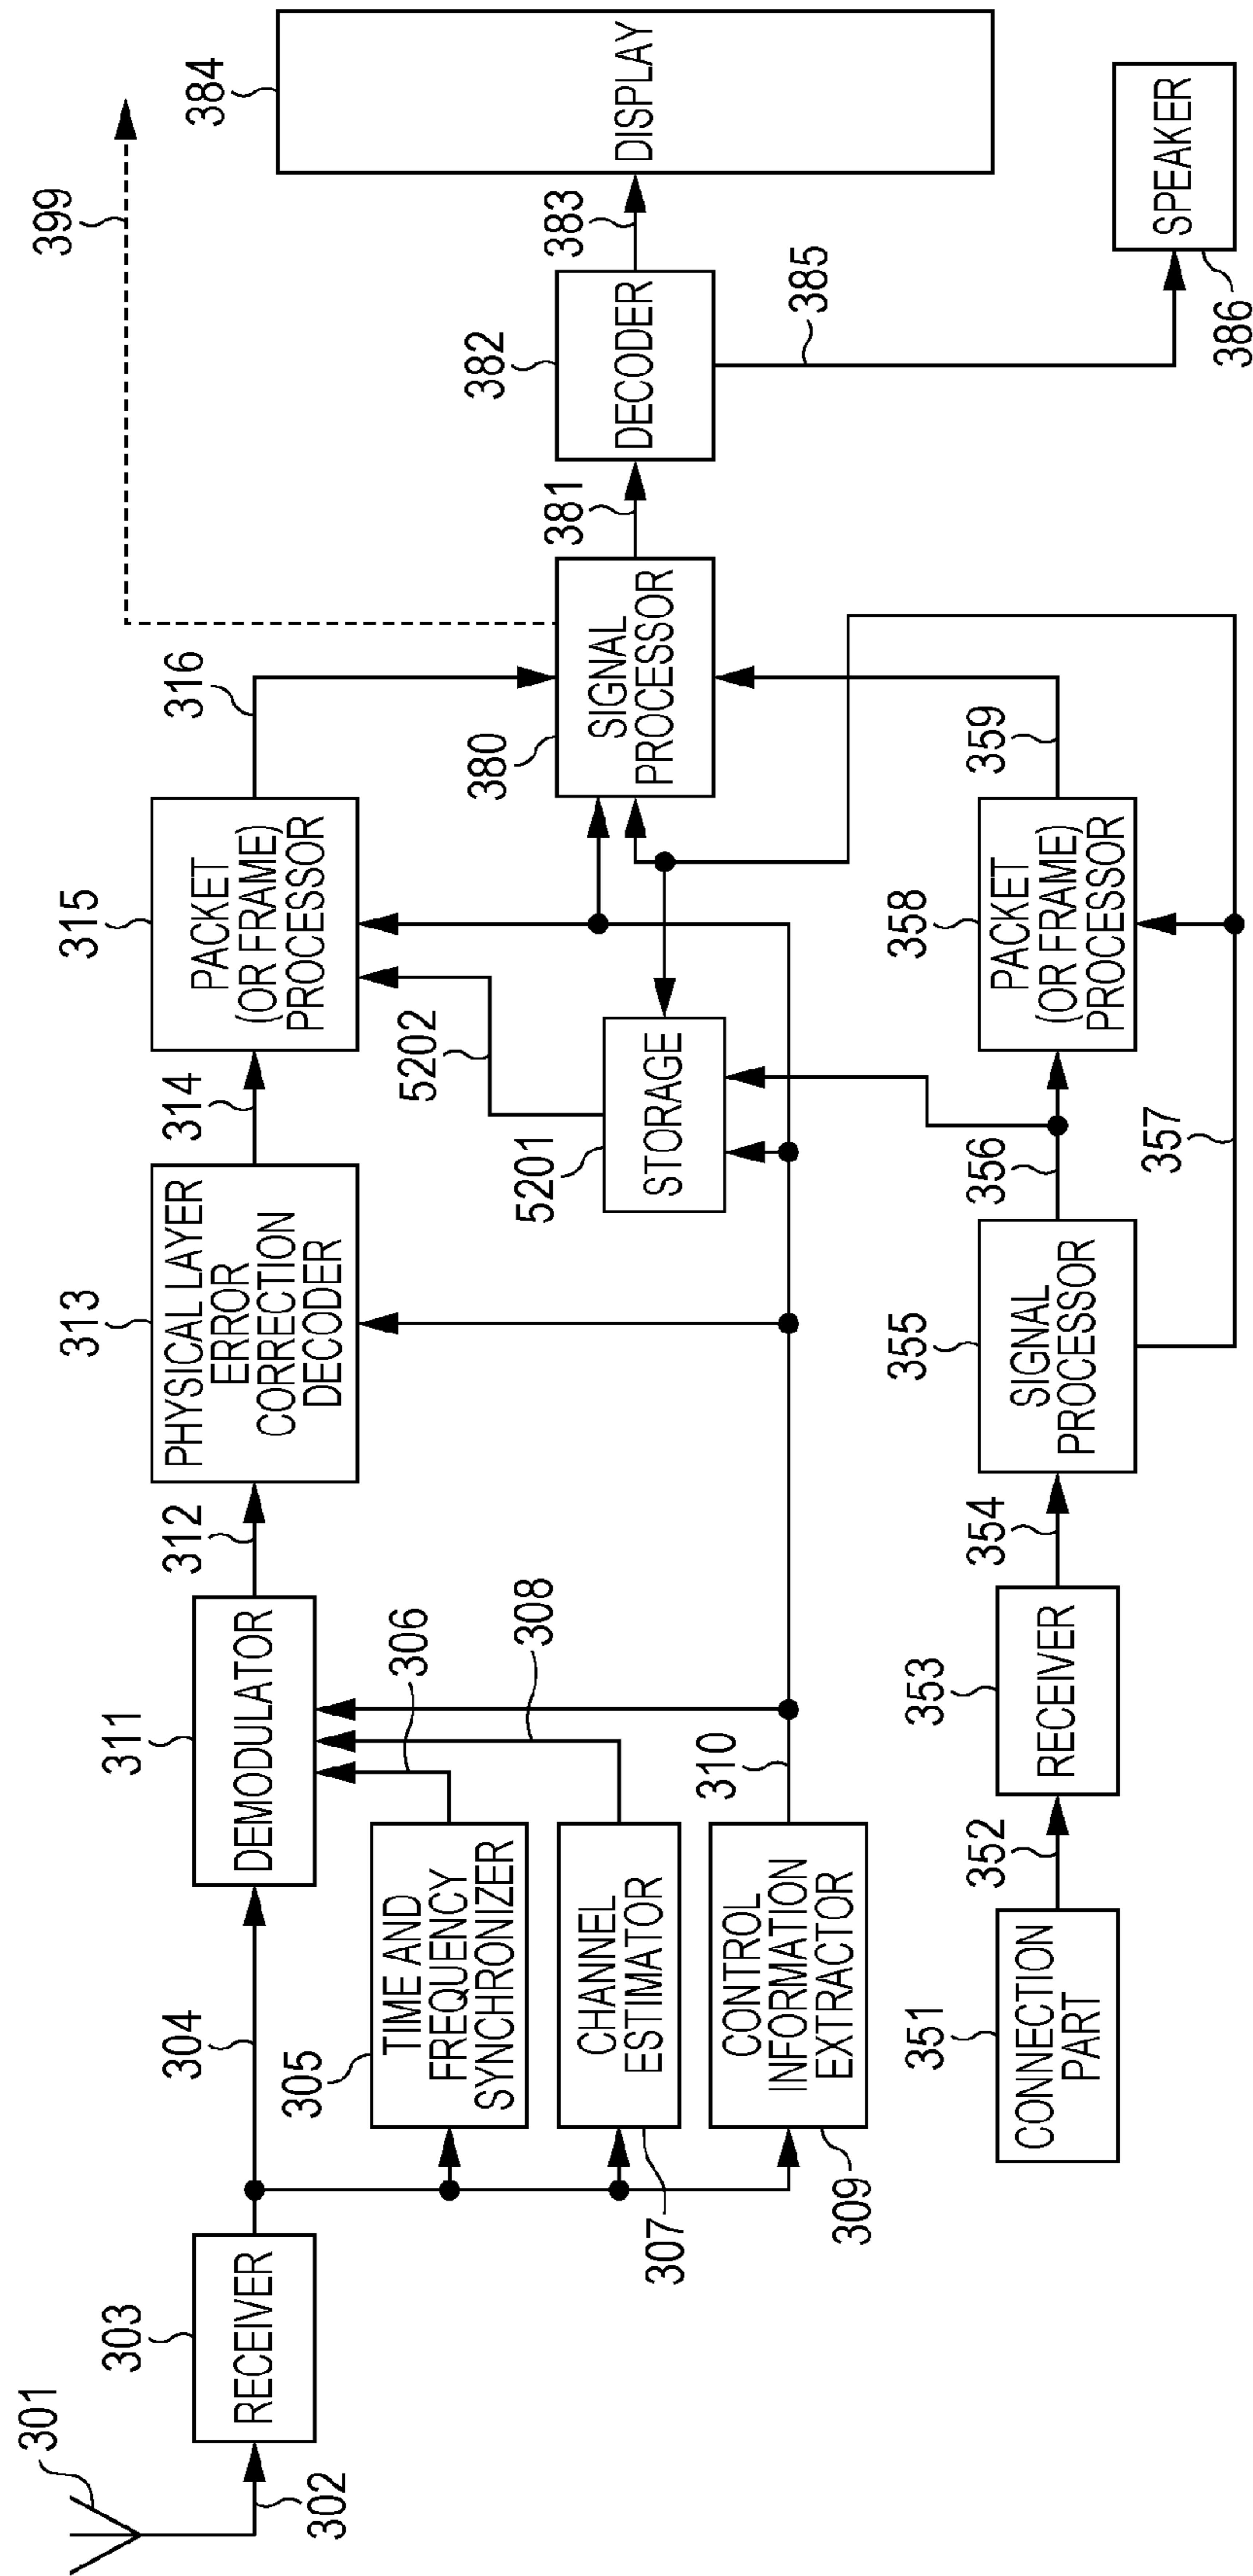 301
302
303
RECEIVER
304
305
TIME AND
FREQUENCY
SYNCHRONIZER
306
307
CHANNEL
ESTIMATOR
308
309
CONTROL
INFORMATION
EXTRACTOR
310
311
DEMODULATOR
312
313
PHYSICAL LAYER
ERROR
CORRECTION
DECODER
314
315
PACKET
(OR FRAME)
PROCESSOR
316
5201
STORAGE
5202
351
CONNECTION
PART
352
353
RECEIVER
354
355
SIGNAL
PROCESSOR
356
357
358
PACKET
(OR FRAME)
PROCESSOR
359
380
SIGNAL
PROCESSOR
381
382
DECODER
383
384
DISPLAY
385
386
SPEAKER
399